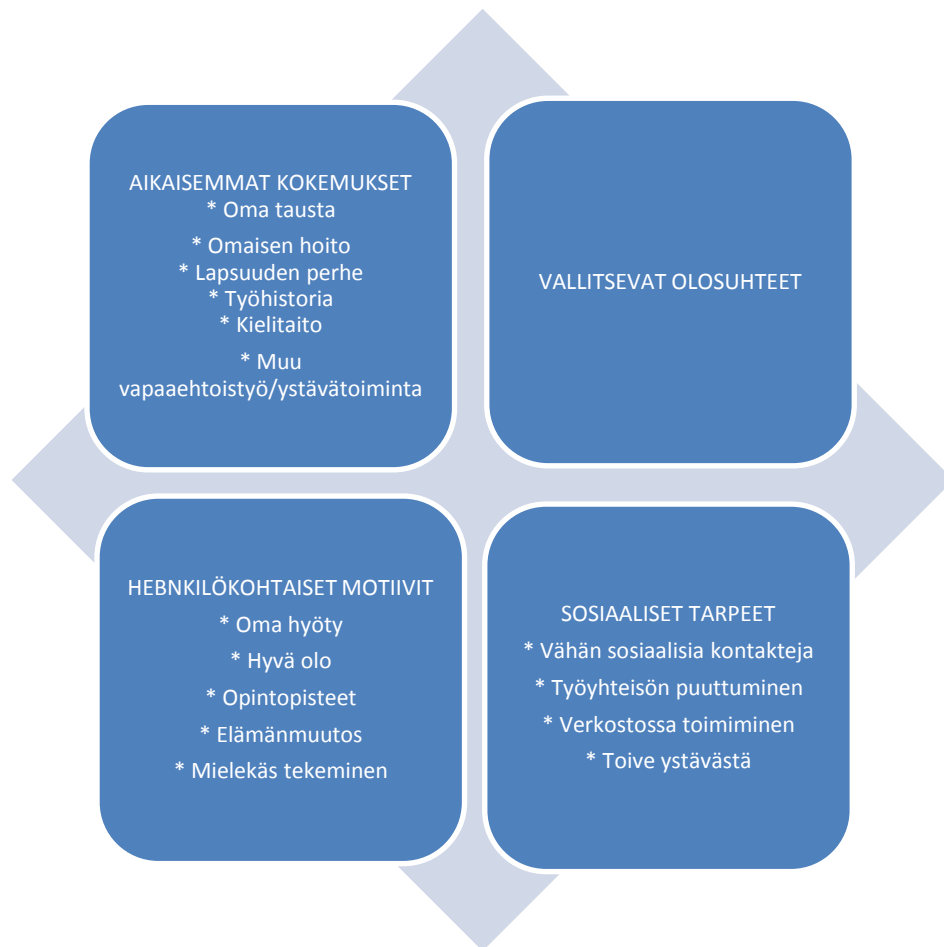 AIKAISEMMAT KOKEMUKSET
* Oma tausta
* Omaisen hoito
* Lapsuuden perhe
* Työhistoria
* Kielitaito
* Muu
vapaaehtoistyö/ystävätoiminta
VALLITSEVAT OLOSUHTEET
HEBNKILÖKOHTAISET MOTIIVIT
* Oma hyöty
* Hyvä olo
* Opintopisteet
* Elämänmuutos
* Mielekäs tekeminen
SOSIAALISET TARPEET
* Vähän sosiaalisia kontakteja
* Työyhteisön puuttuminen
* Verkostossa toimiminen
* Toive ystävästä